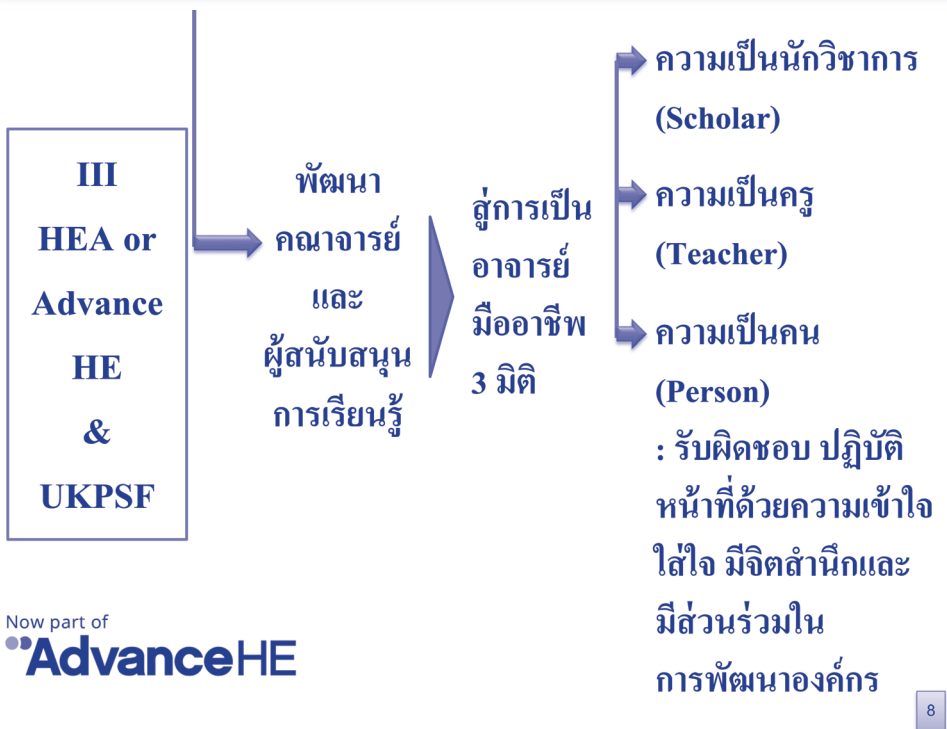 III
HEA or
Advance
HE
&
UKPSF
พัฒนา
คณาจารย์
และ
ผู้สนับสนุน
การเรียนรู้
สู่การเป็น
อาจารย์
มืออาชีพ
3 มิติ
ความเป็นนักวิชาการ
(Scholar)
ความเป็นครู
(Teacher)
ความเป็นคน
(Person)
: รับผิดชอบ ปฏิบัติ
หน้าที่ด้วยความเข้าใจ
ใส่ใจ มีจิตสำนึกและ
มีส่วนร่วมใน
การพัฒนาองค์กร
Now part of
AdvanceHE
8